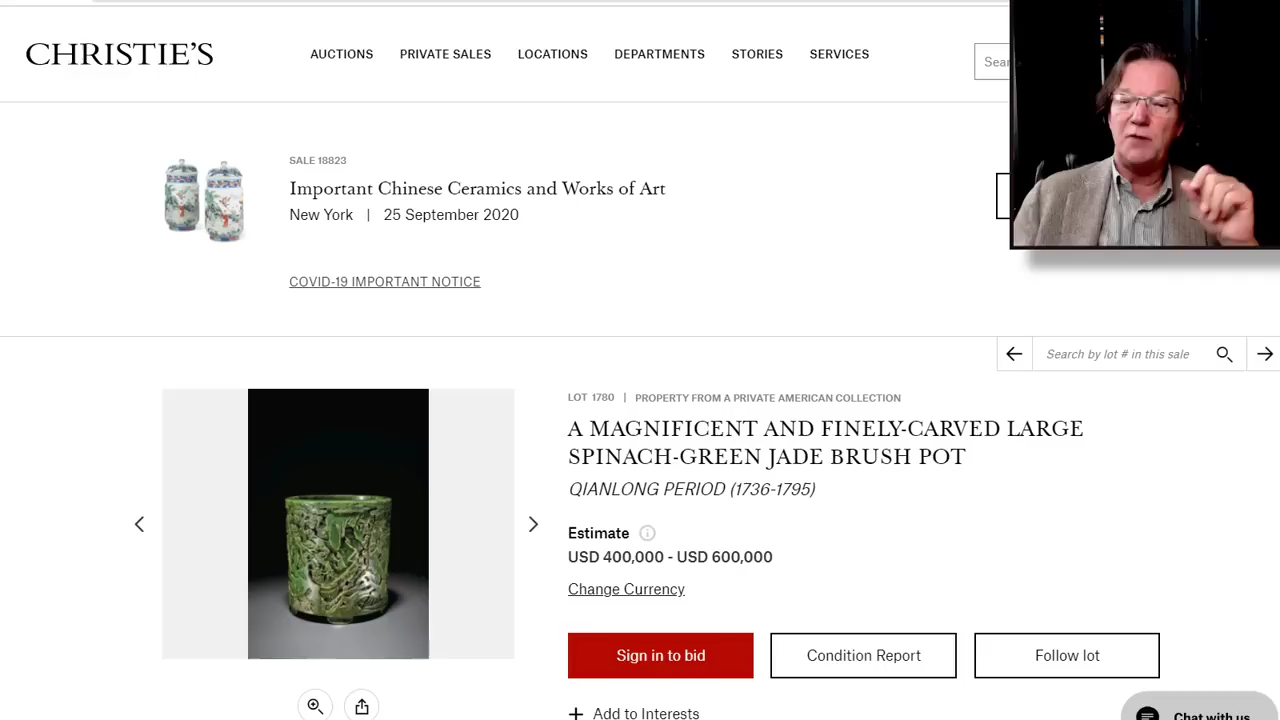 CHRISTIE'S
AUCTIONS PRIVATE SALES LOCATIONS DEPARTMENTS STORIES SERVICES
SALE 18823
Important Chinese Ceramics and Works of Art
New York | 25 September 2020
COVID-19 IMPORTANT NOTICE
Search by lot # in this sale
LOT 1780 | PROPERTY FROM A PRIVATE AMERICAN COLLECTION
A MAGNIFICENT AND FINELY-CARVED LARGE
SPINACH-GREEN JADE BRUSH POT
QIANLONG PERIOD (1736-1795)
Estimate
USD 400,000 - USD 600,000
Change Currency
Sign in to bid
Condition Report
Follow lot
+ Add to Interests
Chat with us